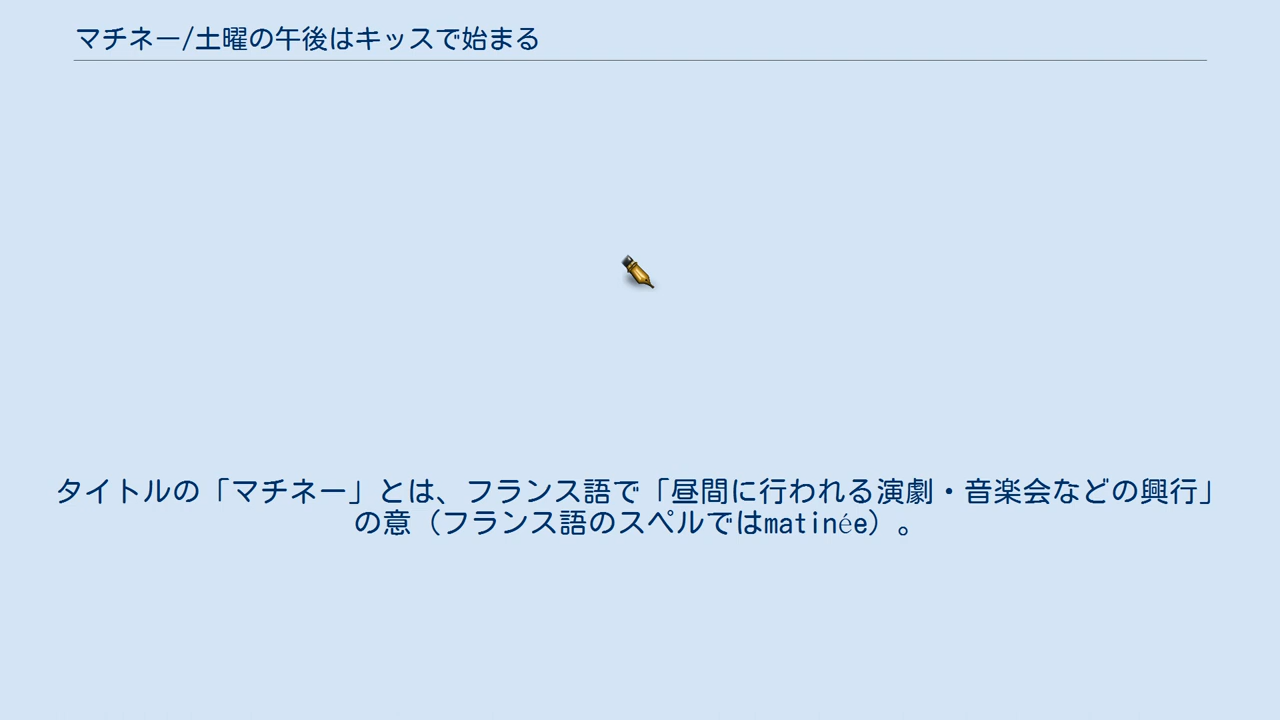 マチネー/土曜の午後はキッスで始まる
タイトルの「マチネー」とは、フランス語で「昼間に行われる演劇・音楽会などの興行」
の意（フランス語のスペルではmatinée）。